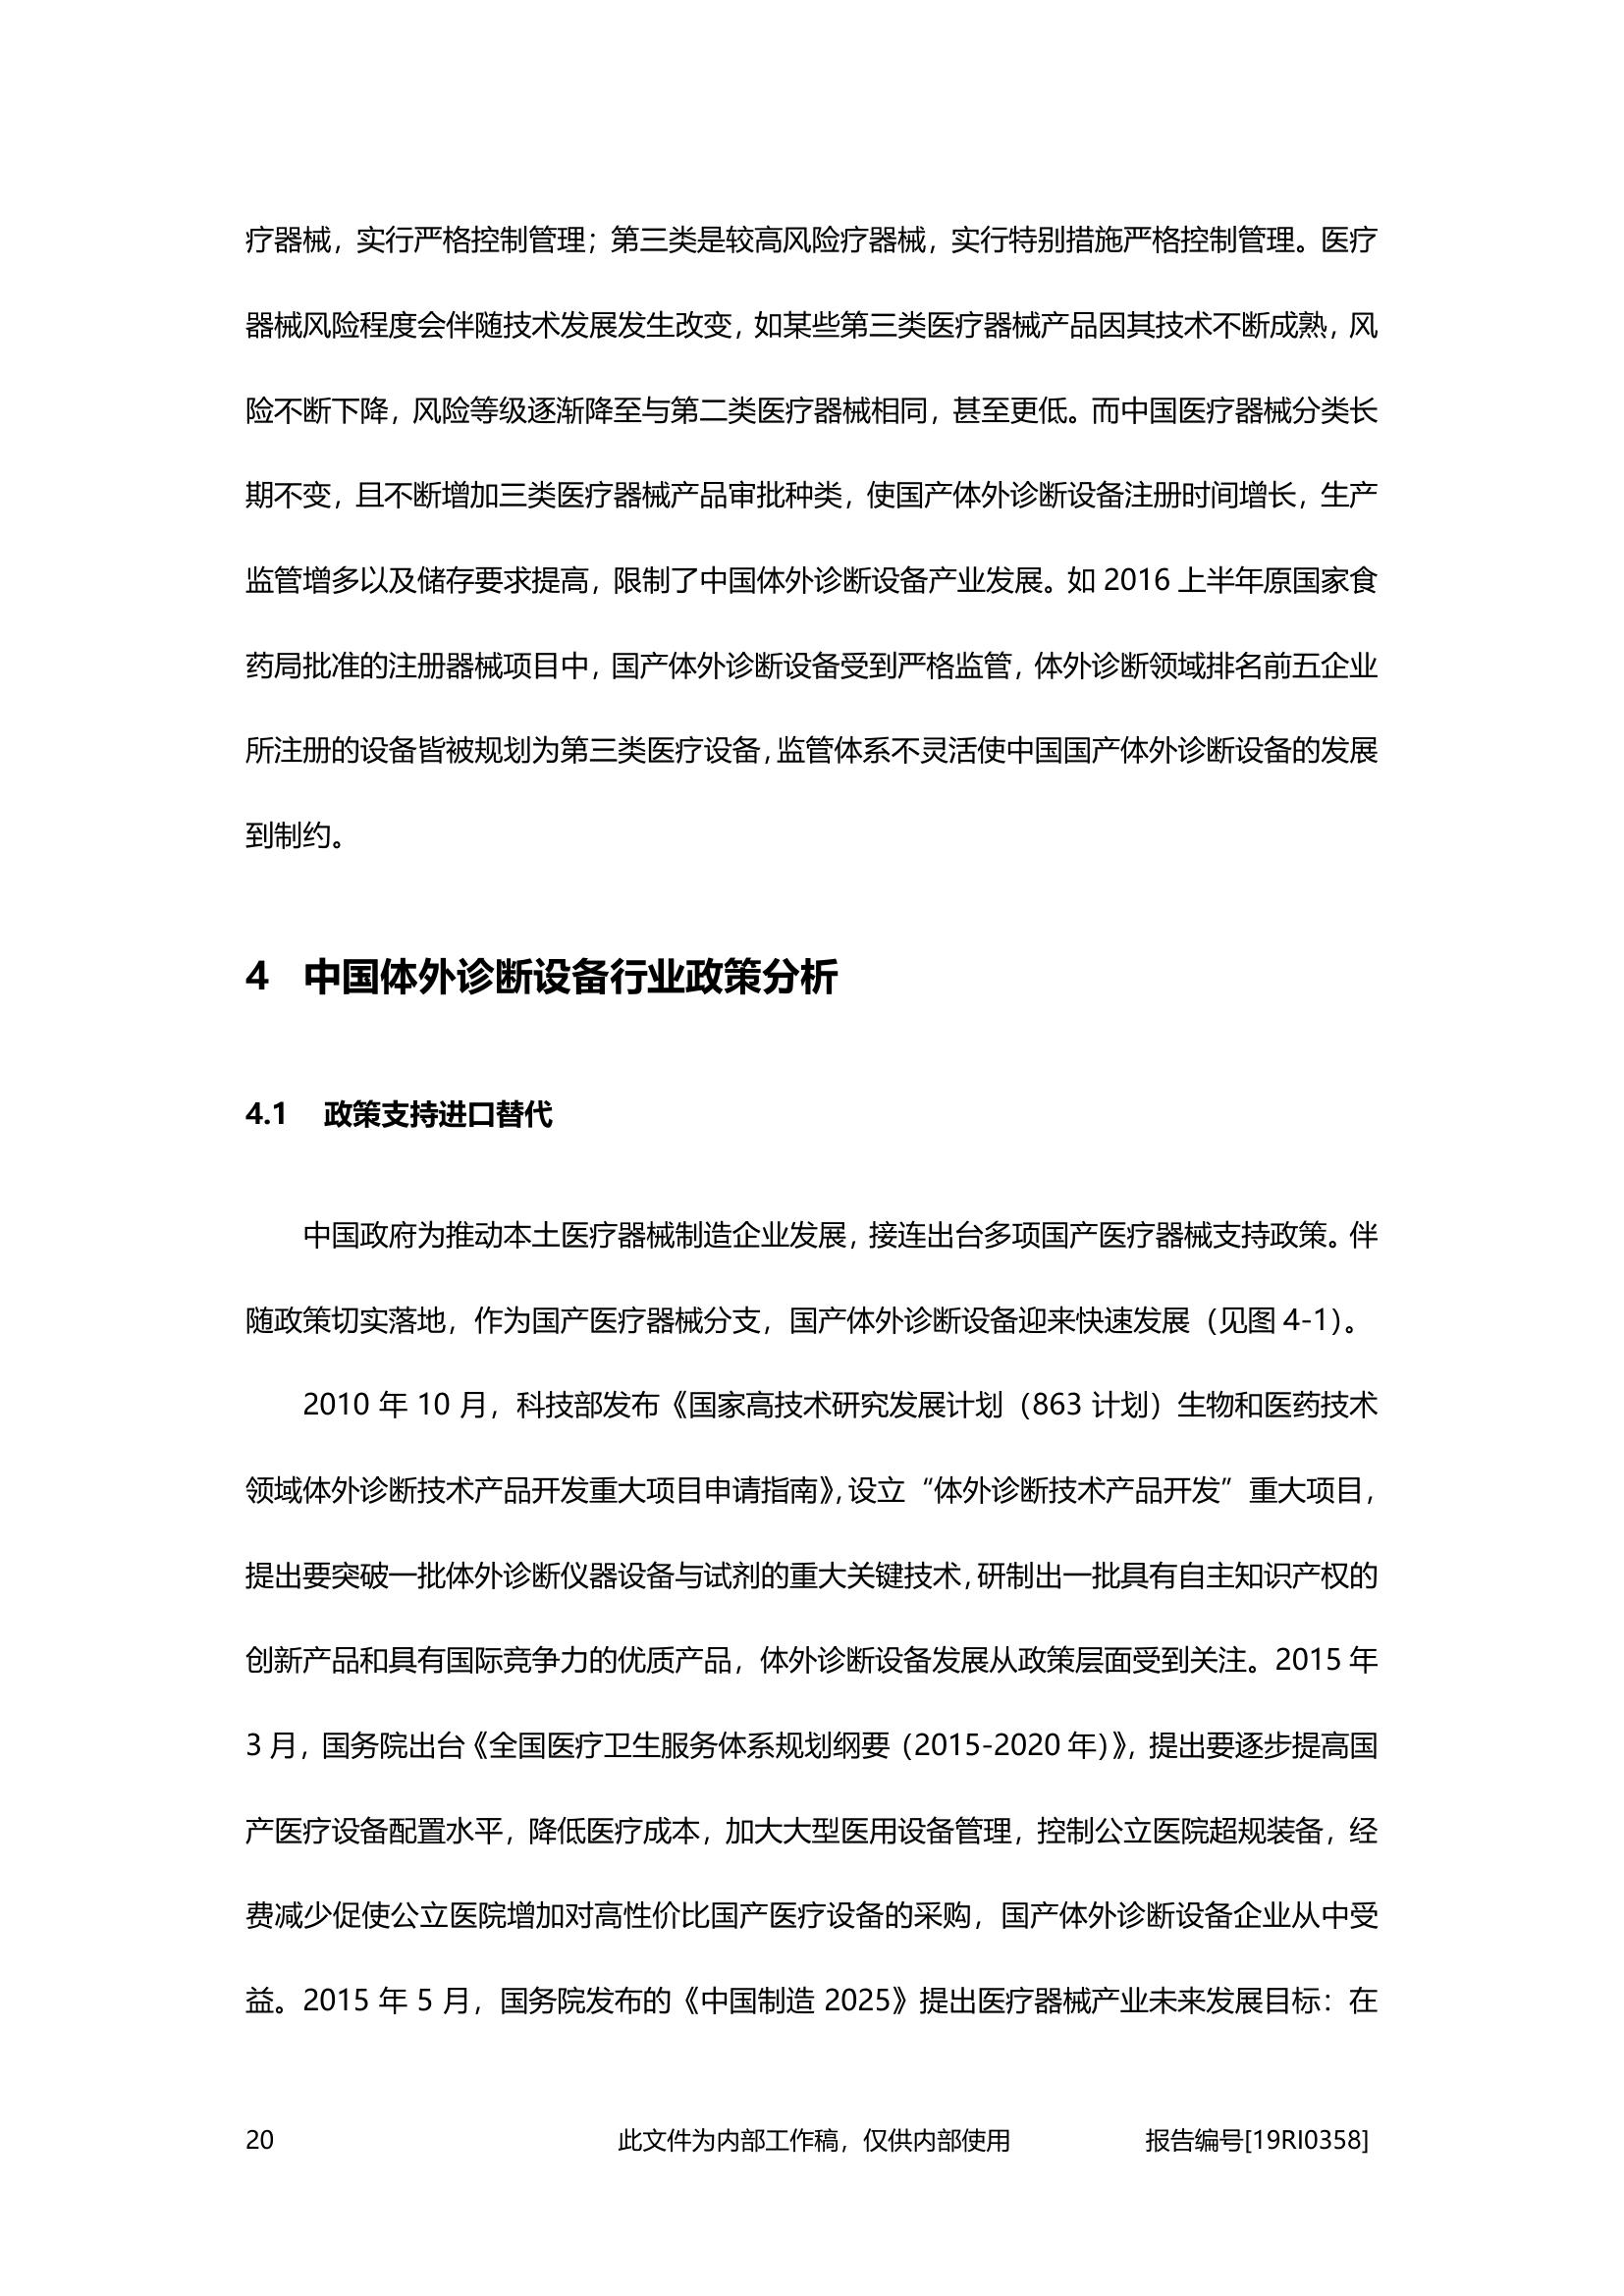 疗器械，实行严格控制管理；第三类是较高风险疗器械，实行特别措施严格控制管理。医疗
器械风险程度会伴随技术发展发生改变，如某些第三类医疗器械产品因其技术不断成熟，风
险不断下降，风险等级逐渐降至与第二类医疗器械相同，甚至更低。而中国医疗器械分类长
期不变，且不断增加三类医疗器械产品审批种类，使国产体外诊断设备注册时间增长，生产
监管增多以及储存要求提高，限制了中国体外诊断设备产业发展。如 2016 上半年原国家食
药局批准的注册器械项目中，国产体外诊断设备受到严格监管，体外诊断领域排名前五企业
所注册的设备皆被规划为第三类医疗设备，监管体系不灵活使中国国产体外诊断设备的发展
到制约。
4 中国体外诊断设备行业政策分析
4.1 政策支持进口替代
中国政府为推动本土医疗器械制造企业发展，接连出台多项国产医疗器械支持政策。伴
随政策切实落地，作为国产医疗器械分支，国产体外诊断设备迎来快速发展（见图 4-1）。
2010 年 10 月，科技部发布《国家高技术研究发展计划（863 计划）生物和医药技术
领域体外诊断技术产品开发重大项目申请指南》，设立“体外诊断技术产品开发”重大项目，
提出要突破一批体外诊断仪器设备与试剂的重大关键技术，研制出一批具有自主知识产权的
创新产品和具有国际竞争力的优质产品，体外诊断设备发展从政策层面受到关注。2015 年
3 月，国务院出台《全国医疗卫生服务体系规划纲要（2015-2020 年）》，提出要逐步提高国
产医疗设备配置水平，降低医疗成本，加大大型医用设备管理，控制公立医院超规装备，经
费减少促使公立医院增加对高性价比国产医疗设备的采购，国产体外诊断设备企业从中受
益。2015 年 5 月，国务院发布的《中国制造 2025》提出医疗器械产业未来发展目标：在
20 此文件为内部工作稿，仅供内部使用 报告编号[19RI0358]